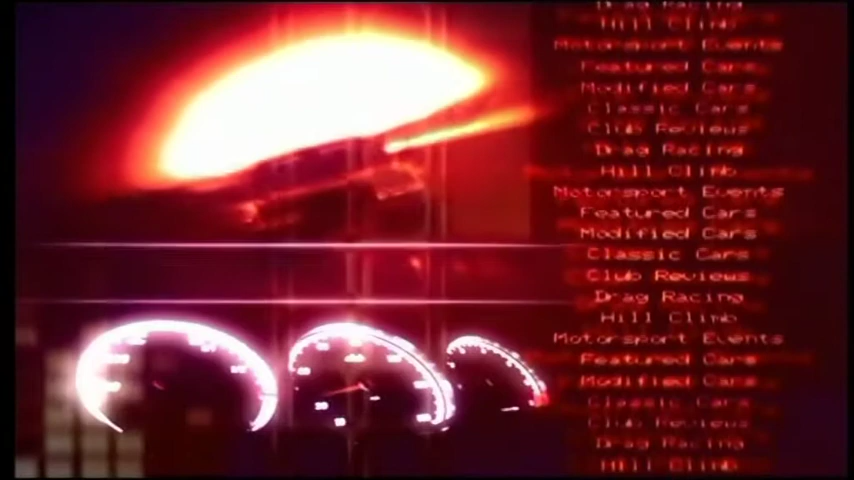 Drag Racing
Hill Climb
Motorsport Events
Featured Cars
Modified Cars
Classic Cars
Club Reviews
Drag Racing
Hill Climb
Motorsport Events
Featured Cars
Modified Cars
Classic Cars
Club Reviews
Drag Racing
Hill Climb
Motorsport Events
Featured Cars
Modified Cars
Classic Cars
Club Reviews
Drag Racing
Hill Climb